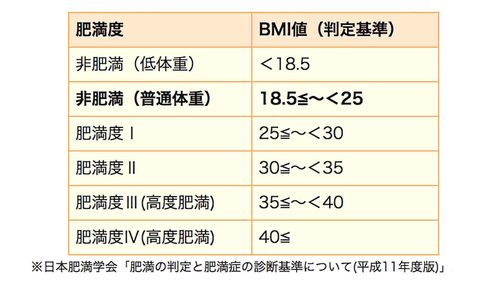 肥満度 BMI値（判定基準）
非肥満（低体重） ＜18.5
非肥満（普通体重） 18.5≦〜＜25
肥満度Ⅰ 25≦〜＜30
肥満度Ⅱ 30≦〜＜35
肥満度Ⅲ(高度肥満) 35≦〜＜40
肥満度Ⅳ(高度肥満) 40≦
※日本肥満学会「肥満の判定と肥満症の診断基準について(平成11年度版)」